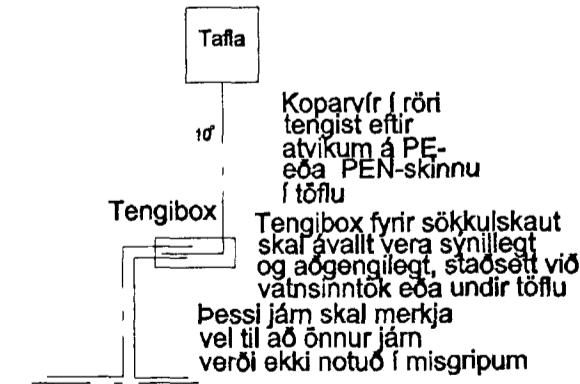 Tafla
Koparvír í röri
tengist eftir
atvikum á PE-
eða PEN-skinnu
í töflu
10°
Tengibox
Tengibox fyrir sökkulskaut
skal ávallt vera sýnillegt
og aðgengilegt, staðsett við
vatnsinntök eða undir töflu
Þessi járn skal merkja
vel til að önnur járn
verði ekki notuð í misgripum